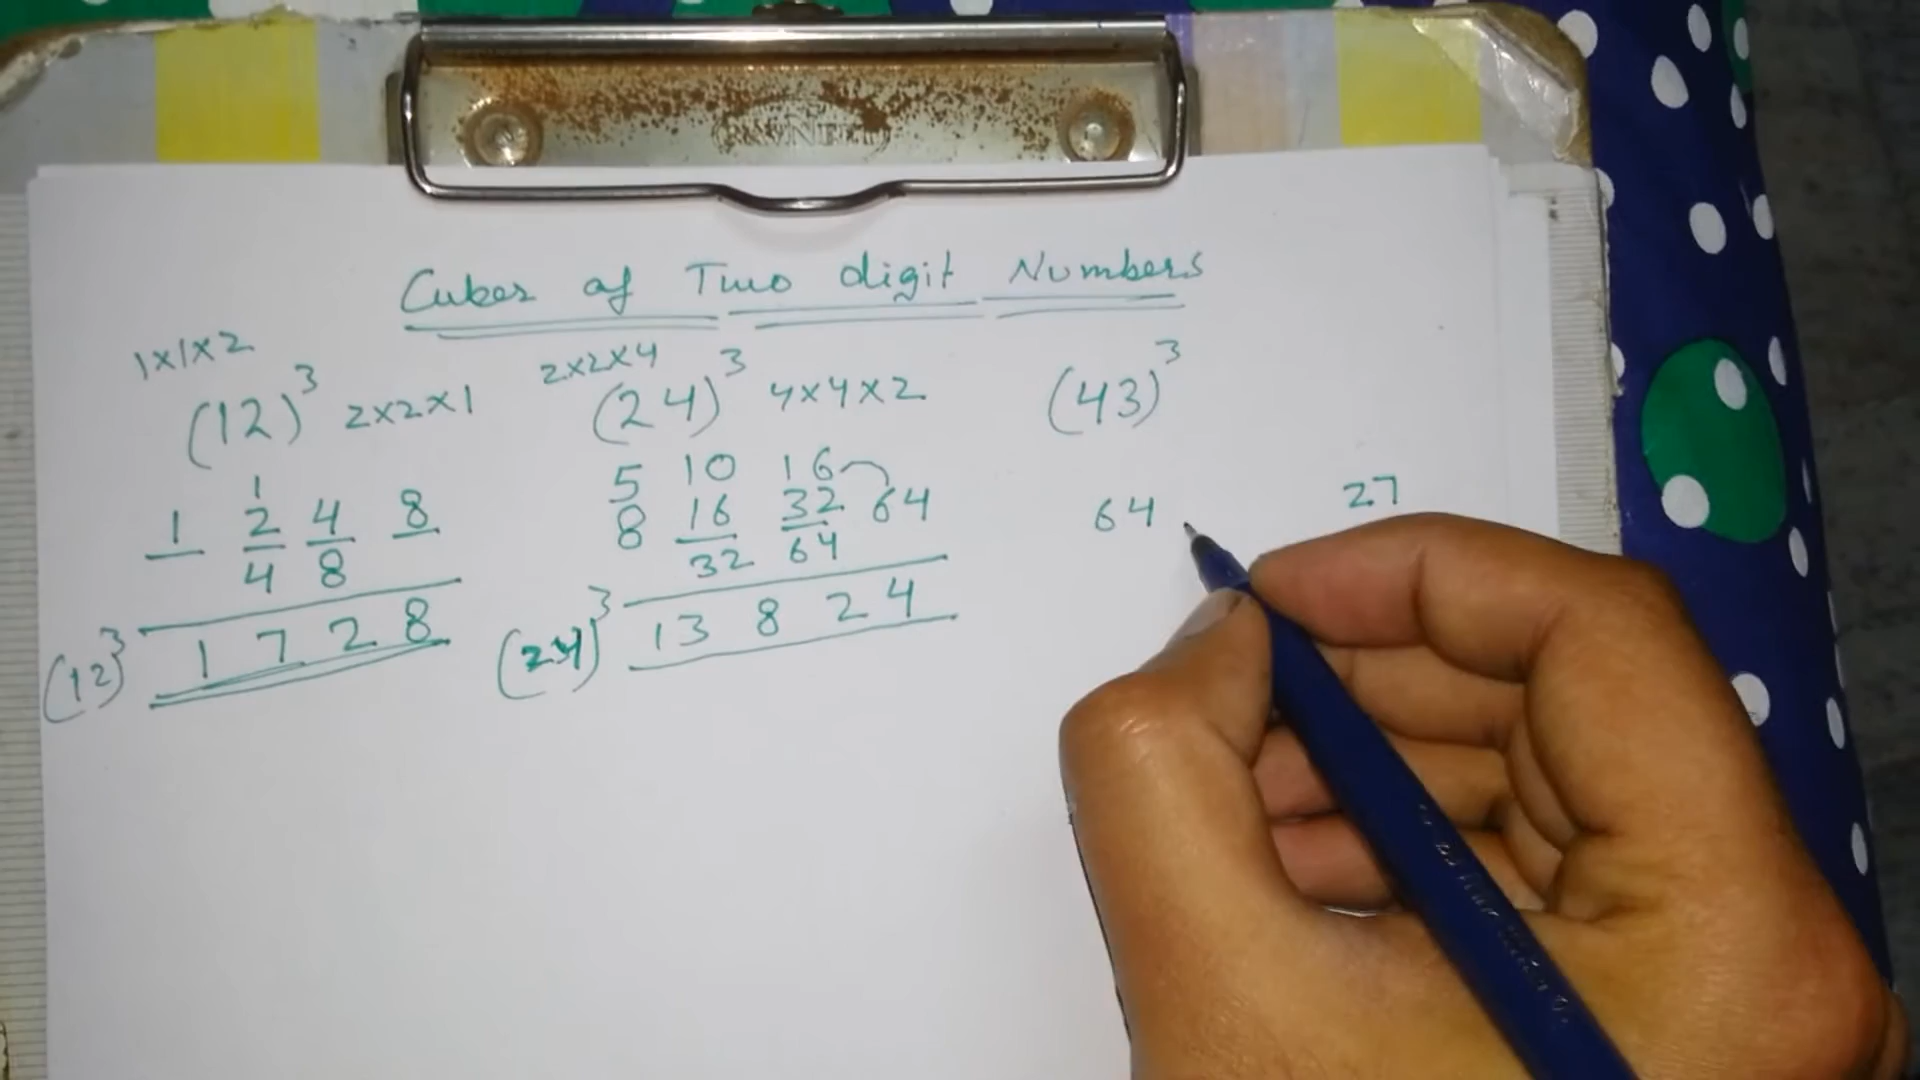 Cubes of Two digit Numbers
1x1x2
(12)³ 2x2x1
1
1 2 4 8
4 8
(12)³ 1 7 2 8
2x2x4
(24)³ 4x4x2
5 10 16
8 16 32 64
32 64
(24)³ 13 8 2 4
(43)³
64 27